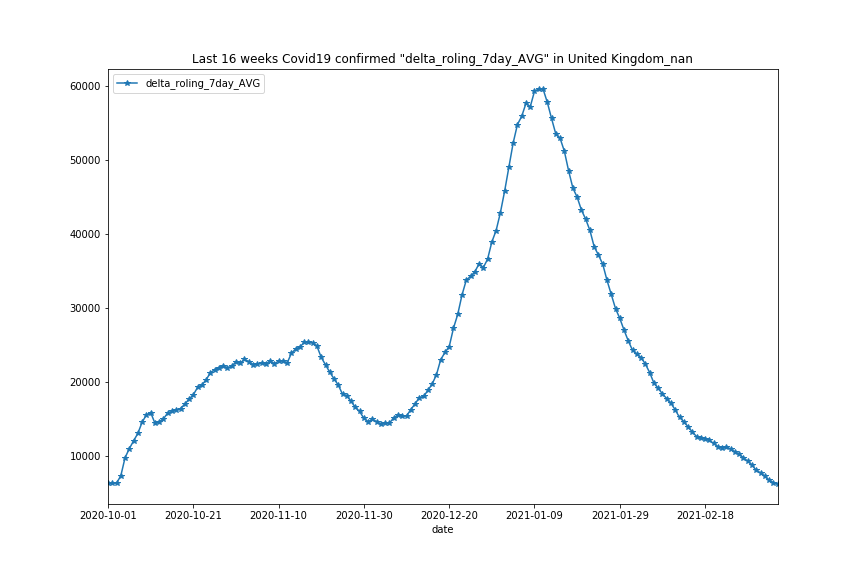 Last 16 weeks Covid19 confirmed "delta_roling_7day_AVG" in United Kingdom_nan
delta_roling_7day_AVG
60000
50000
40000
30000
20000
10000
2020-10-01 2020-10-21 2020-11-10 2020-11-30 2020-12-20 2021-01-09 2021-01-29 2021-02-18
date